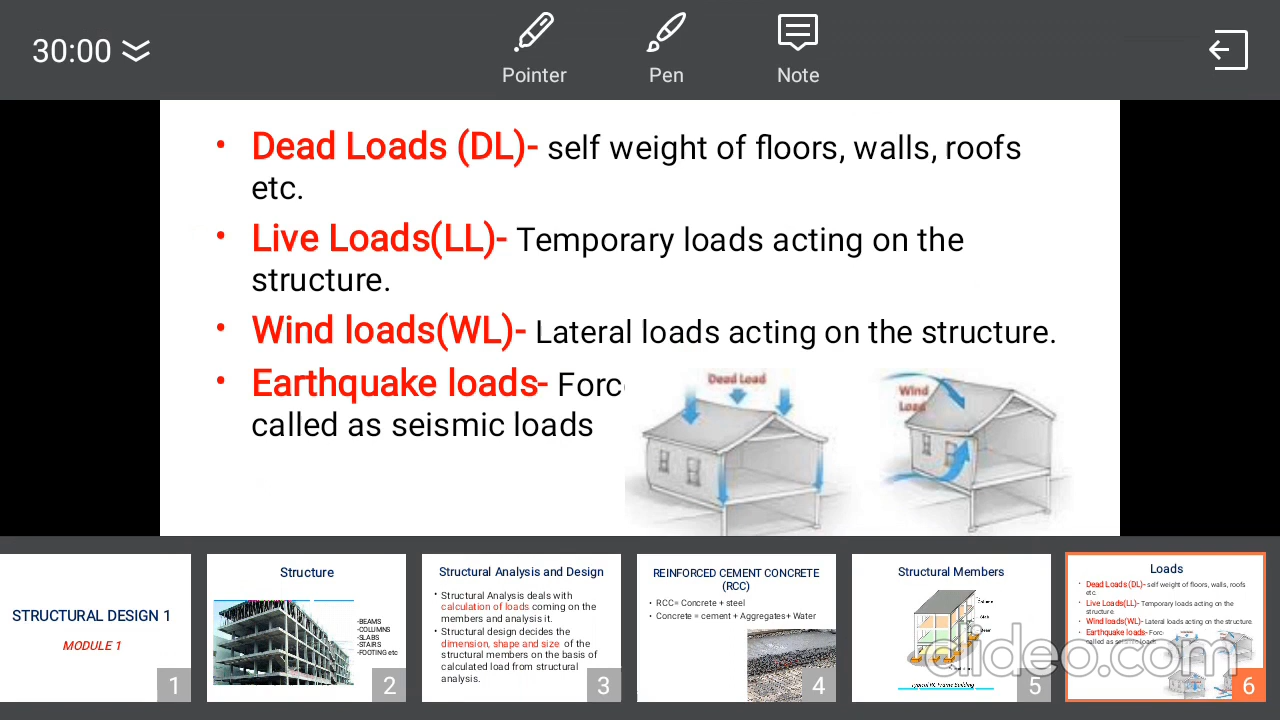 30:00
Pointer
Pen
Note
• Dead Loads (DL)- self weight of floors, walls, roofs
etc.
• Live Loads(LL)- Temporary loads acting on the
structure.
• Wind loads(WL)- Lateral loads acting on the structure.
• Earthquake loads- Forc
called as seismic loads
Dead Load
Wind
Load
STRUCTURAL DESIGN 1
MODULE 1
1
Structure
-BEAMS
-COLUMNS
-SLABS
-STAIRS
-FOOTING etc
2
Structural Analysis and Design
• Structural Analysis deals with
calculation of loads coming on the
members and analysis it.
• Structural design decides the
dimension, shape and size of the
structural members on the basis of
calculated load from structural
analysis.
3
REINFORCED CEMENT CONCRETE
(RCC)
• RCC= Concrete + steel
• Concrete = cement + Aggregates+ Water
4
Structural Members
Typical RC Frame Building
5
Loads
• Dead Loads (DL)- self weight of floors, walls, roofs
etc.
• Live Loads(LL)- Temporary loads acting on the
structure.
• Wind loads(WL)- Lateral loads acting on the structure.
• Earthquake loads- Forc
called as seismic loads
6
clideo.com